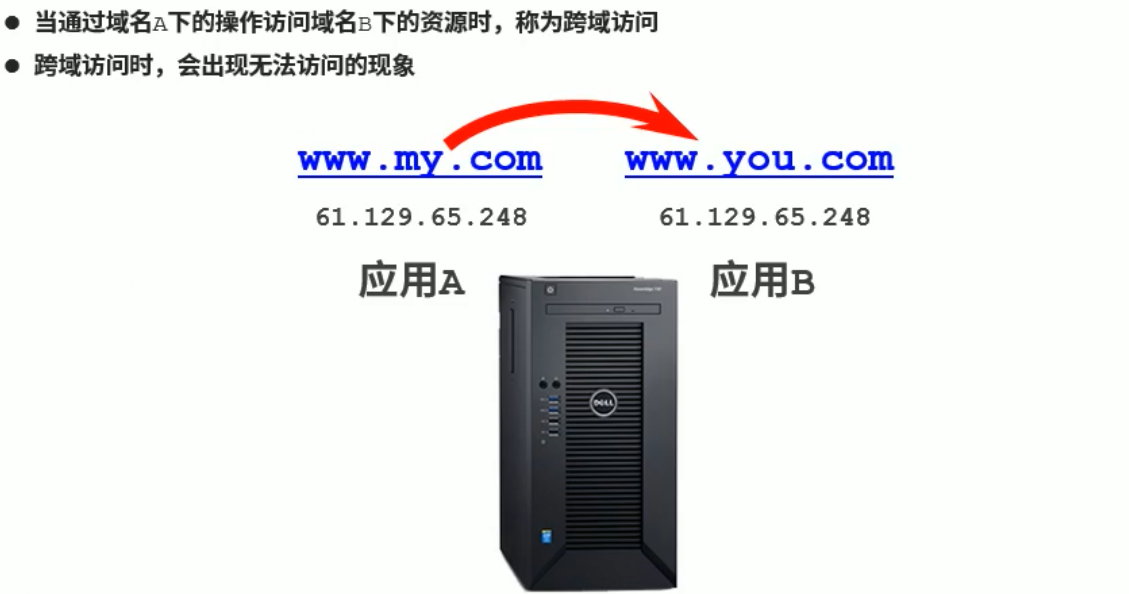 ● 当通过域名A下的操作访问域名B下的资源时，称为跨域访问
● 跨域访问时，会出现无法访问的现象
www.my.com www.you.com
61.129.65.248 61.129.65.248
应用A 应用B
DELL